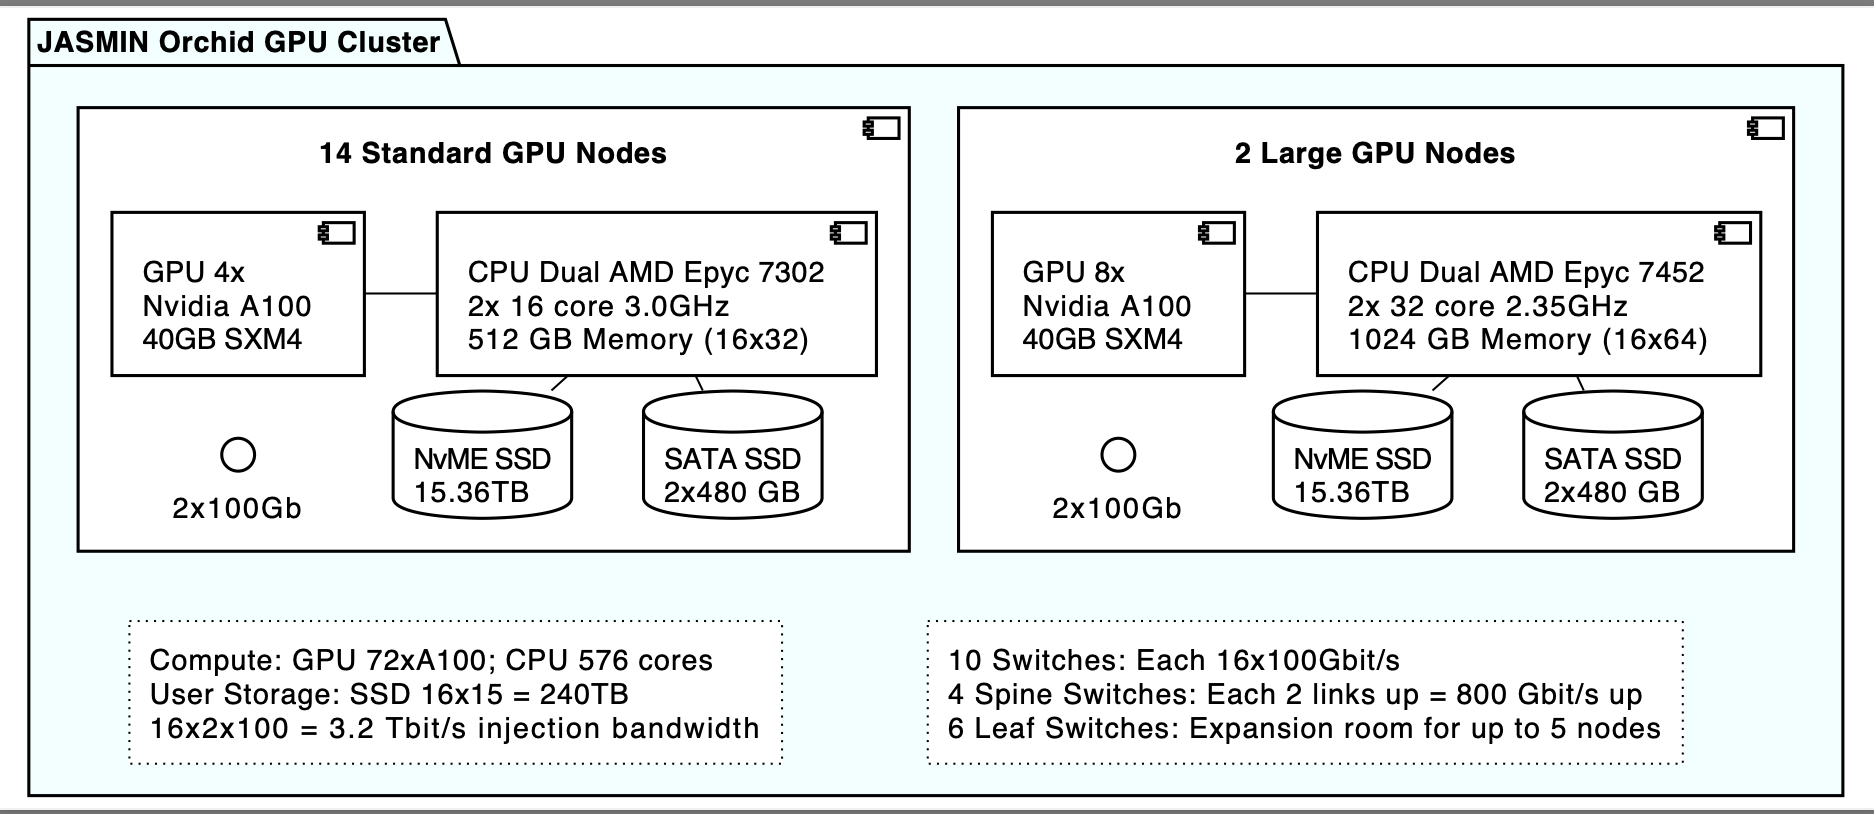 JASMIN Orchid GPU Cluster
14 Standard GPU Nodes
GPU 4x
Nvidia A100
40GB SXM4
CPU Dual AMD Epyc 7302
2x 16 core 3.0GHz
512 GB Memory (16x32)
2x100Gb
NvME SSD
15.36TB
SATA SSD
2x480 GB
2 Large GPU Nodes
GPU 8x
Nvidia A100
40GB SXM4
CPU Dual AMD Epyc 7452
2x 32 core 2.35GHz
1024 GB Memory (16x64)
2x100Gb
NvME SSD
15.36TB
SATA SSD
2x480 GB
Compute: GPU 72xA100; CPU 576 cores
User Storage: SSD 16x15 = 240TB
16x2x100 = 3.2 Tbit/s injection bandwidth
10 Switches: Each 16x100Gbit/s
4 Spine Switches: Each 2 links up = 800 Gbit/s up
6 Leaf Switches: Expansion room for up to 5 nodes